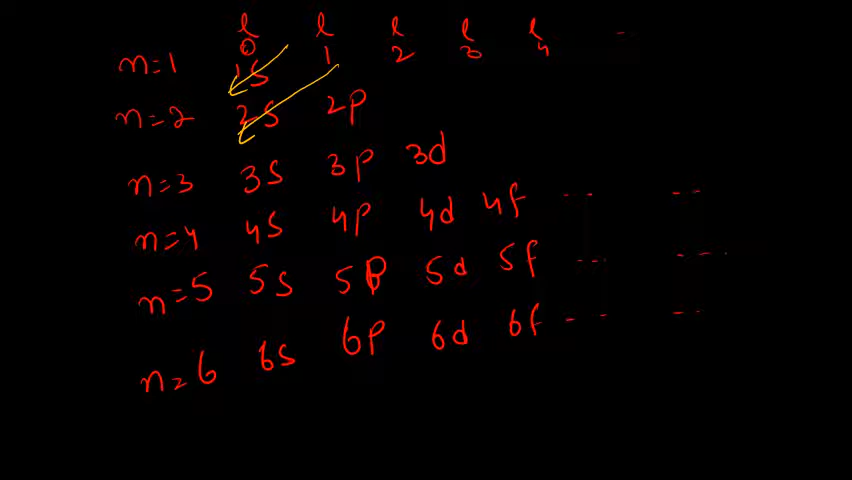 l l l l l
0 1 2 3 4 --
n=1 1s
n=2 2s 2p
n=3 3s 3p 3d
n=4 4s 4p 4d 4f --- ---
n=5 5s 5p 5d 5f --- ----
n=6 6s 6p 6d 6f --- ---